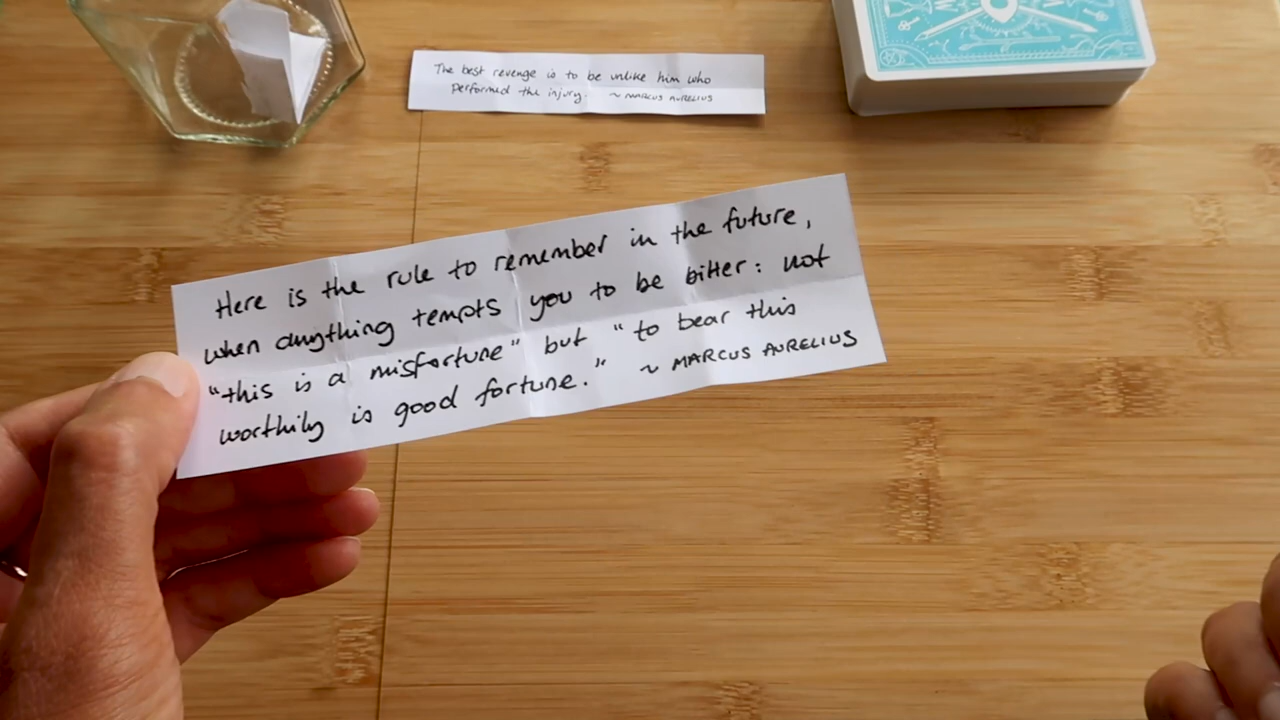 The best revenge is to be unlike him who
performed the injury. ~ MARCUS AURELIUS
Here is the rule to remember in the future,
when anything tempts you to be bitter: not
"this is a misfortune" but "to bear this
worthily is good fortune." ~ MARCUS AURELIUS